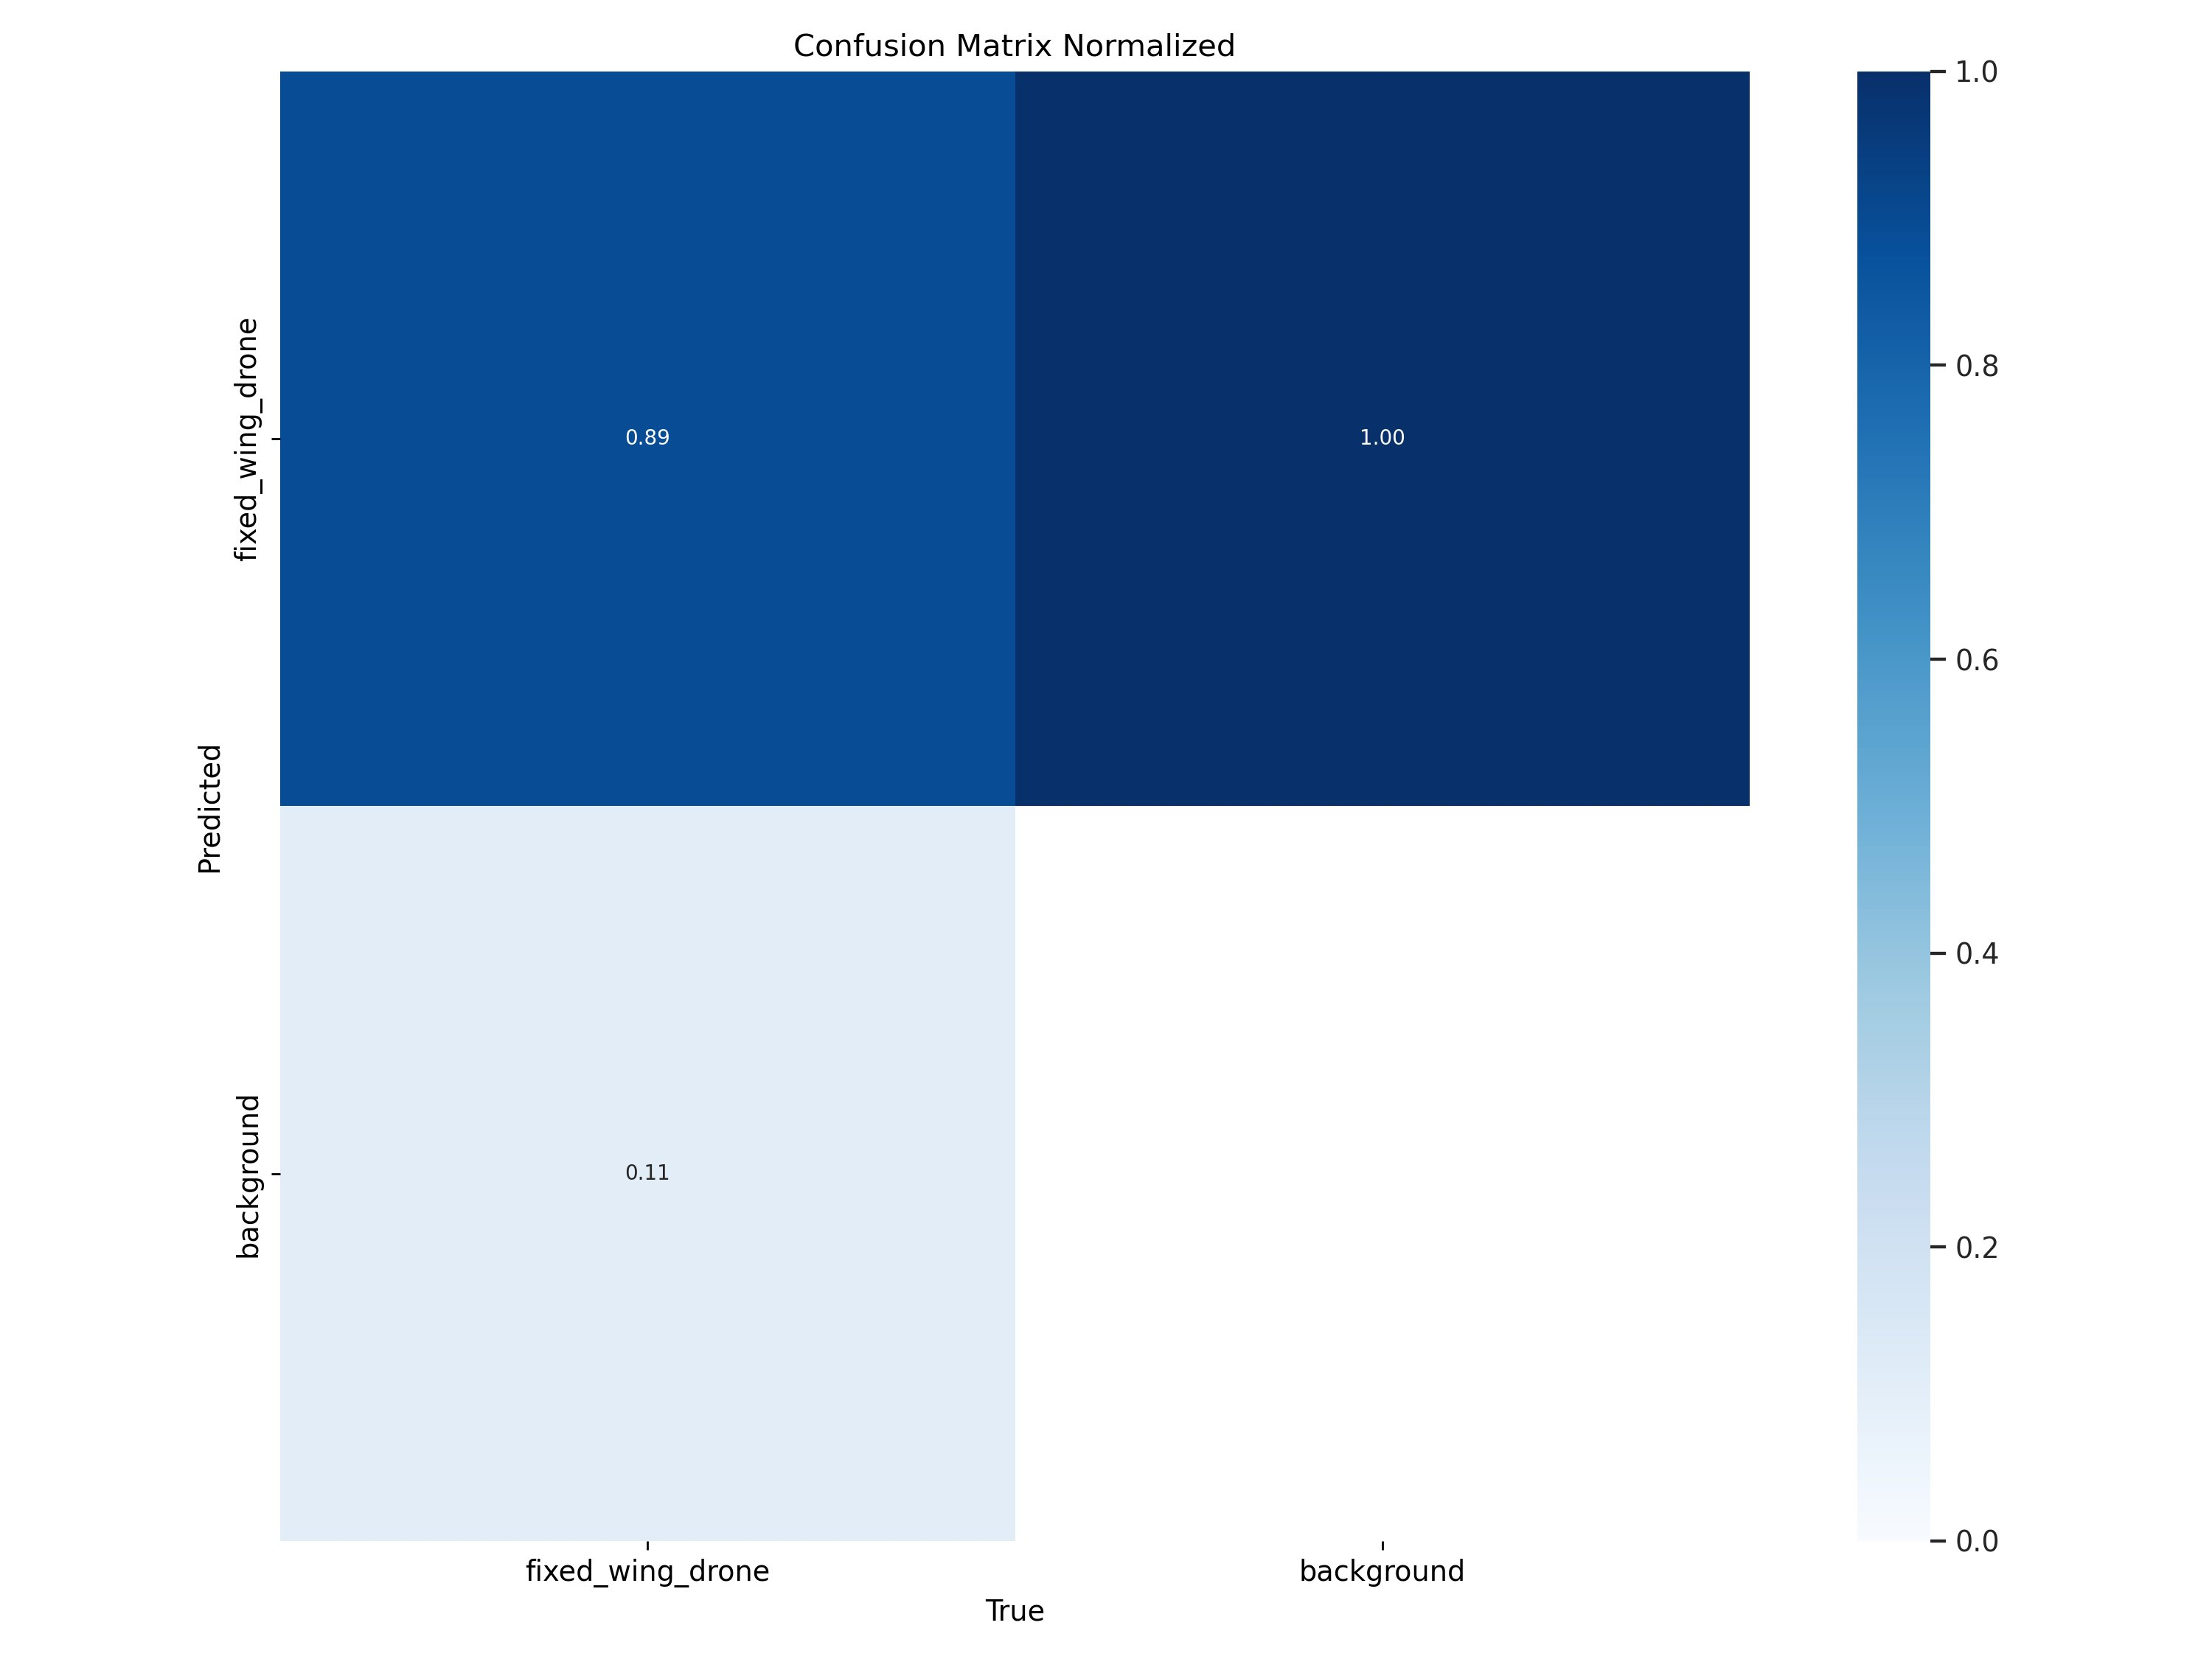 Confusion Matrix Normalized
1.0
0.8
0.6
0.4
0.2
0.0
Predicted
fixed_wing_drone
background
0.89
1.00
0.11
fixed_wing_drone
background
True